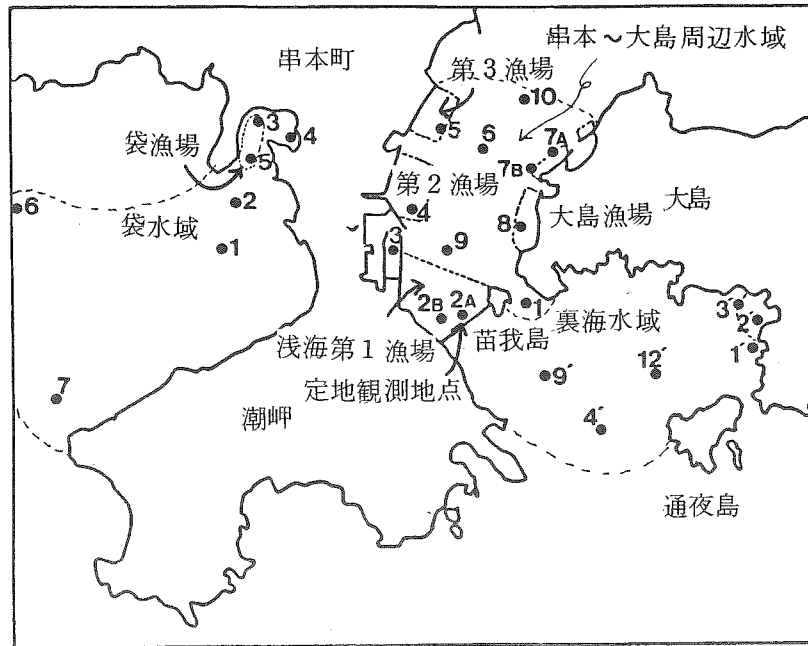 串本町
串本～大島周辺水域
第3漁場
10
3
4
5
6
7A
7B
袋漁場
5
2
第2漁場
大島
6
4
大島漁場
袋水域
8
3
9
1
1
3´
2B
2A
裏海水域
2´
浅海第1漁場
苗我島
1´
定地観測地点
9´
12´
7
潮岬
4´
通夜島